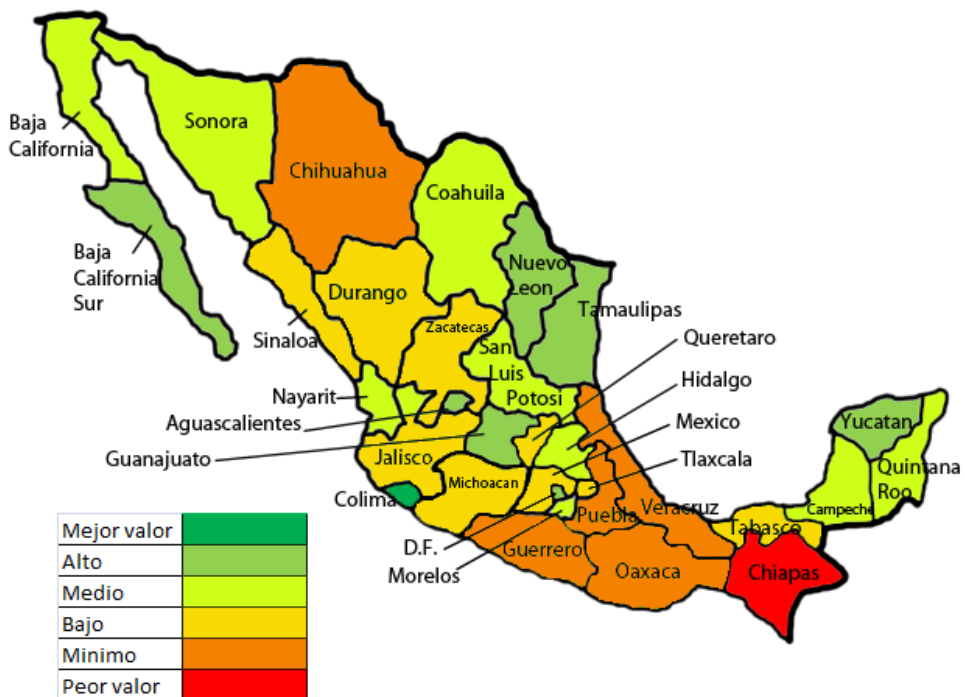 Baja
California
Sonora
Chihuahua
Coahuila
Baja
California
Sur
Nuevo
Leon
Durango
Tamaulipas
Sinaloa
Zacatecas
Queretaro
San
Luis
Potosi
Hidalgo
Nayarit
Aguascalientes
Mexico
Yucatan
Guanajuato
Jalisco
Tlaxcala
Quintana
Roo
Michoacan
Colima
Campeche
Puebla
Veracruz
Tabasco
D.F.
Guerrero
Morelos
Oaxaca
Chiapas
Mejor valor
Alto
Medio
Bajo
Minimo
Peor valor